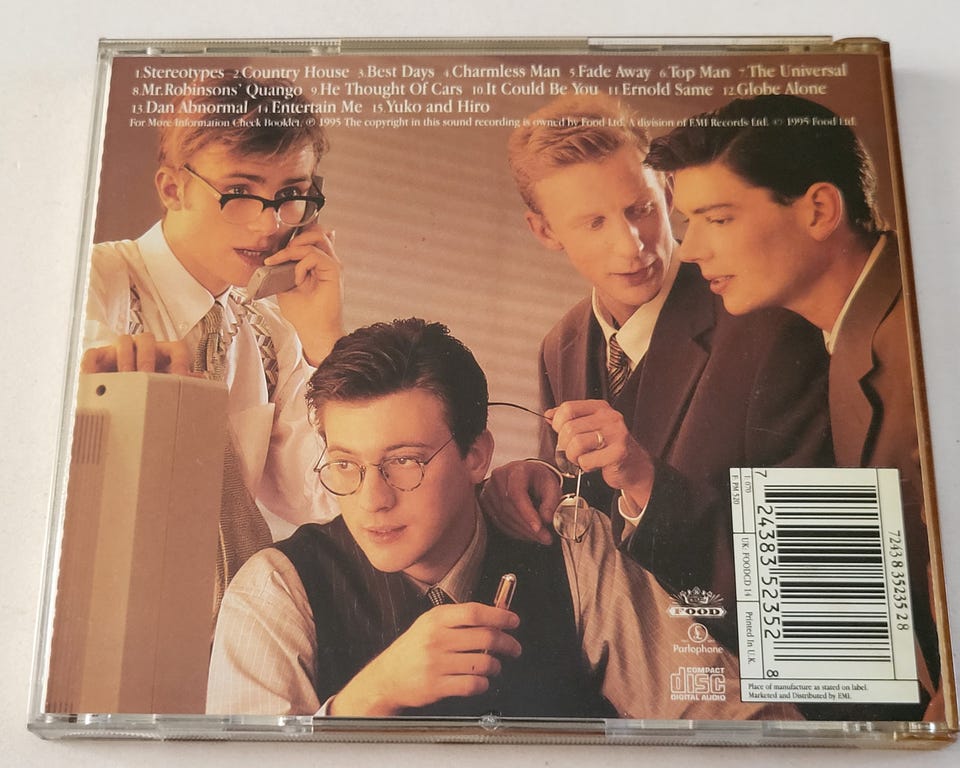 1.Stereotypes 2.Country House 3.Best Days 4.Charmless Man 5.Fade Away 6.Top Man 7.The Universal
8.Mr.Robinsons' Quango 9.He Thought Of Cars 10.It Could Be You 11.Ernold Same 12.Globe Alone
13 Dan Abnormal 14 Entertain Me 15.Yuko and Hiro
For More Information Check Booklet. ℗ 1995 The copyright in this sound recording is owned by Food Ltd. A division of EMI Records Ltd. © 1995 Food Ltd.
FOOD
Parlophone
COMPACT
disc
DIGITAL AUDIO
F: PM 520
UK: FOODCD 14
Printed in U.K.
7 24383 52352 8
7243 8 35235 2 8
Place of manufacture as stated on label.
Marketed and Distributed by EMI.